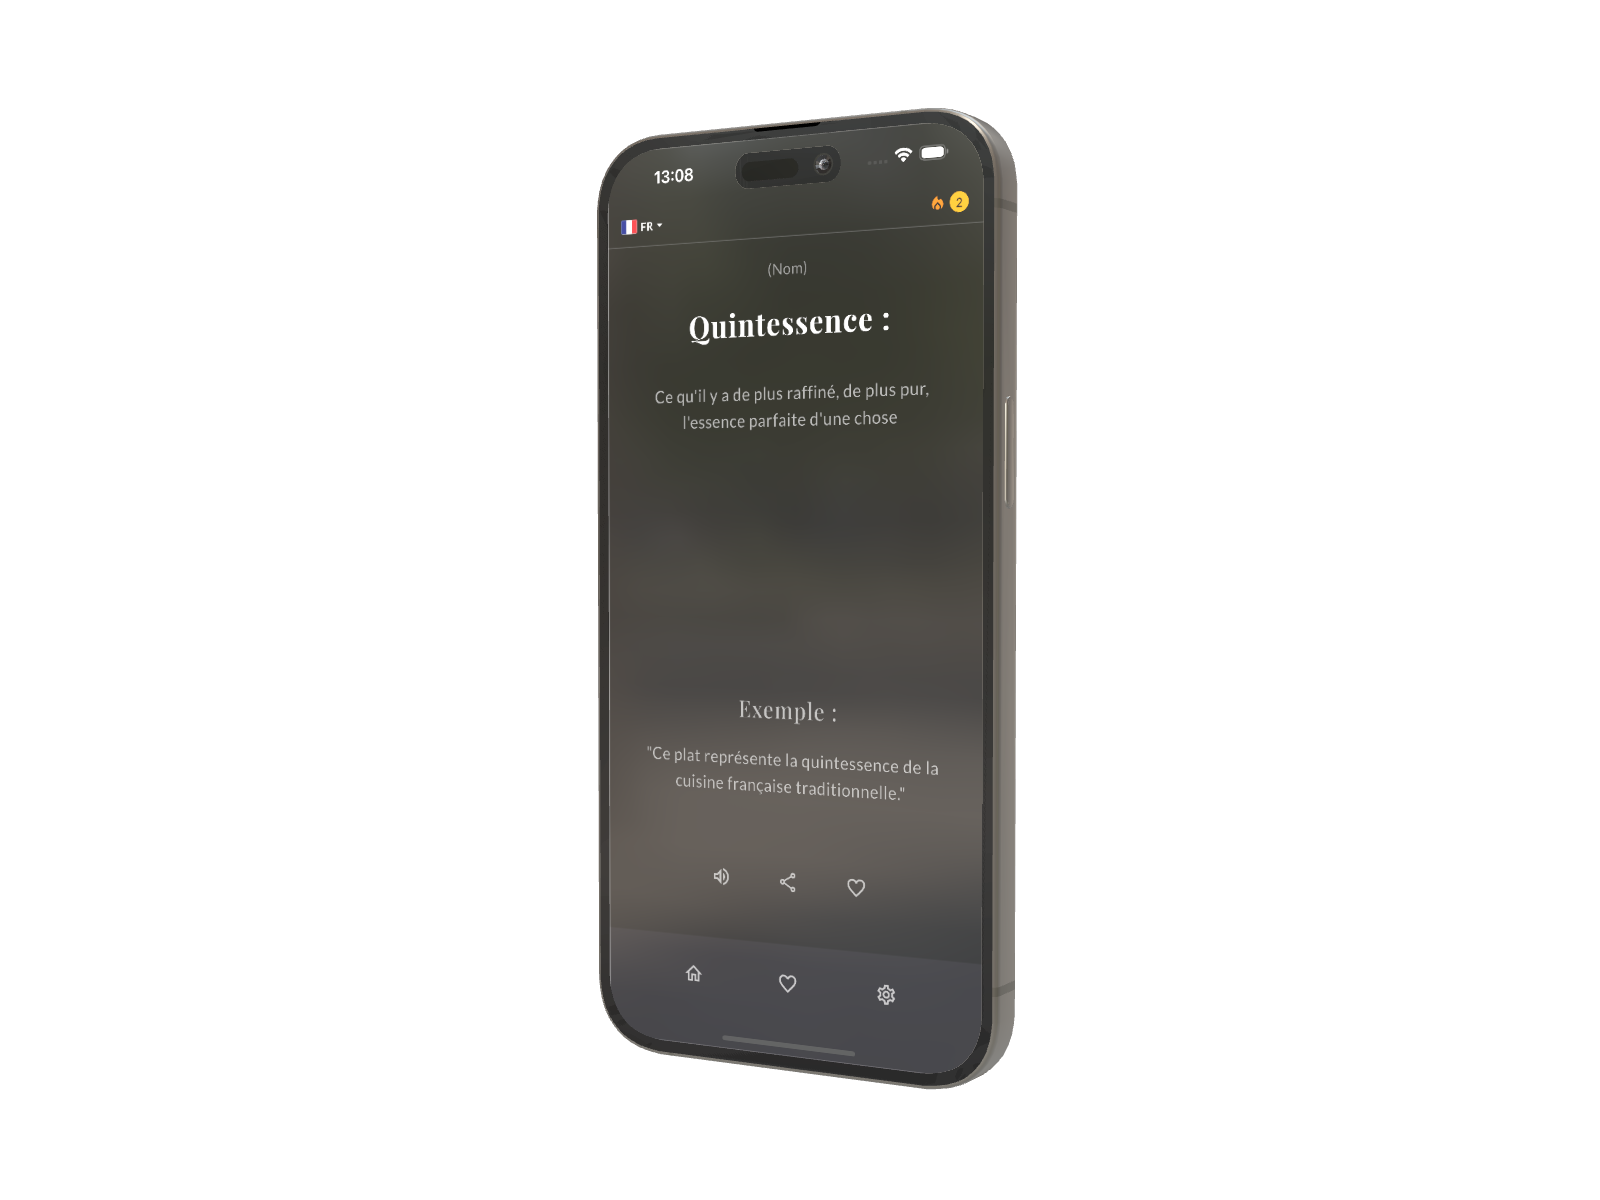 13:08
2
FR
(Nom)
Quintessence :
Ce qu'il y a de plus raffiné, de plus pur,
l'essence parfaite d'une chose
Exemple :
"Ce plat représente la quintessence de la
cuisine française traditionnelle."